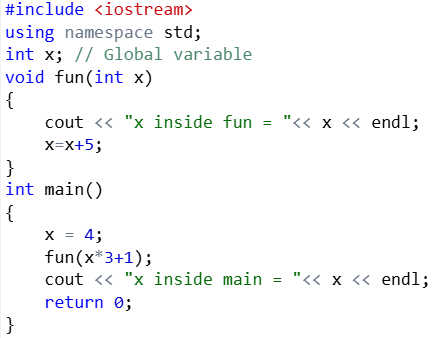 #include <iostream>
using namespace std;
int x; // Global variable
void fun(int x)
{
    cout << "x inside fun = "<< x << endl;
    x=x+5;
}
int main()
{
    x = 4;
    fun(x*3+1);
    cout << "x inside main = "<< x << endl;
    return 0;
}